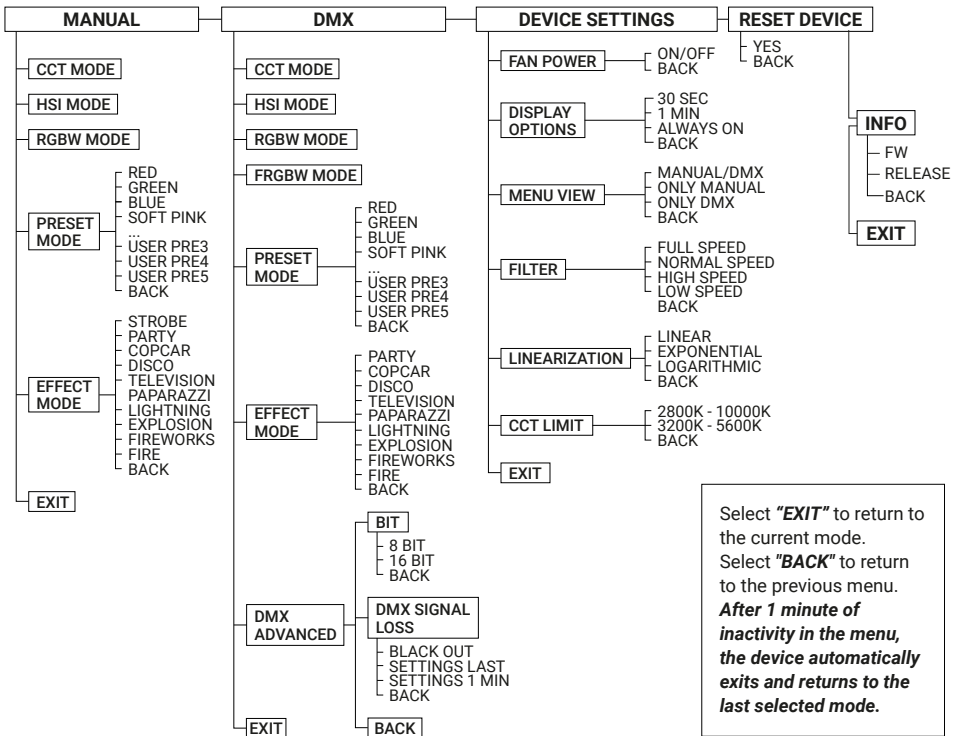 MANUAL
CCT MODE
HSI MODE
RGBW MODE
PRESET
MODE
RED
GREEN
BLUE
SOFT PINK
...
USER PRE3
USER PRE4
USER PRE5
BACK
EFFECT
MODE
STROBE
PARTY
COPCAR
DISCO
TELEVISION
PAPARAZZI
LIGHTNING
EXPLOSION
FIREWORKS
FIRE
BACK
EXIT
DMX
CCT MODE
HSI MODE
RGBW MODE
FRGBW MODE
PRESET
MODE
RED
GREEN
BLUE
SOFT PINK
...
USER PRE3
USER PRE4
USER PRE5
BACK
EFFECT
MODE
PARTY
COPCAR
DISCO
TELEVISION
PAPARAZZI
LIGHTNING
EXPLOSION
FIREWORKS
FIRE
BACK
DMX
ADVANCED
BIT
8 BIT
16 BIT
BACK
DMX SIGNAL
LOSS
BLACK OUT
SETTINGS LAST
SETTINGS 1 MIN
BACK
BACK
EXIT
DEVICE SETTINGS
FAN POWER
ON/OFF
BACK
DISPLAY
OPTIONS
30 SEC
1 MIN
ALWAYS ON
BACK
MENU VIEW
MANUAL/DMX
ONLY MANUAL
ONLY DMX
BACK
FILTER
FULL SPEED
NORMAL SPEED
HIGH SPEED
LOW SPEED
BACK
LINEARIZATION
LINEAR
EXPONENTIAL
LOGARITHMIC
BACK
CCT LIMIT
2800K - 10000K
3200K - 5600K
BACK
EXIT
RESET DEVICE
YES
BACK
INFO
FW
RELEASE
BACK
EXIT
Select “EXIT” to return to
the current mode.
Select "BACK" to return
to the previous menu.
After 1 minute of
inactivity in the menu,
the device automatically
exits and returns to the
last selected mode.